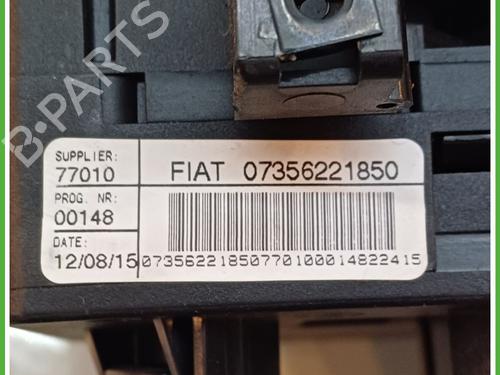 B-PARTS
SUPPLIER:
77010
FIAT 07356221850
PROG. NR:
00148
DATE:
12/08/15
07356221850770100014822415